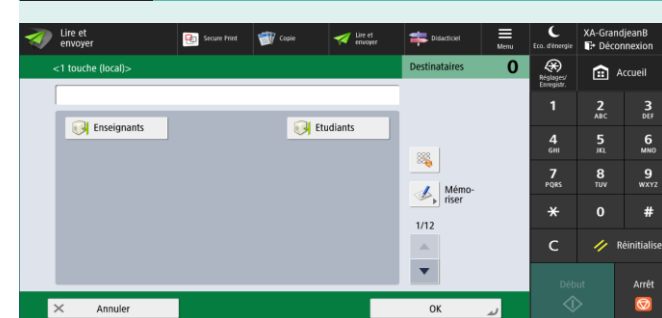 Lire et
envoyer
Secure Print
Copie
Lire et
envoyer
Didacticiel
Menu
Eco. d'énergie
XA-GrandjeanB
Déconnexion
<1 touche (local)>
Destinataires 0
Réglages/
Enregistr.
Accueil
Enseignants
Etudiants
Mémo-
riser
1/12
1 2 3
ABC DEF
4 5 6
GHI JKL MNO
7 8 9
PQRS TUV WXYZ
* 0 #
C Réinitialise
Annuler
OK
Début
Arrêt